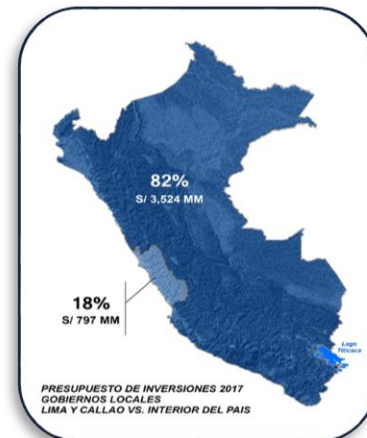 82%
S/ 3,524 MM
18%
S/ 797 MM
Lago
Titicaca
PRESUPUESTO DE INVERSIONES 2017
GOBIERNOS LOCALES
LIMA Y CALLAO VS. INTERIOR DEL PAIS